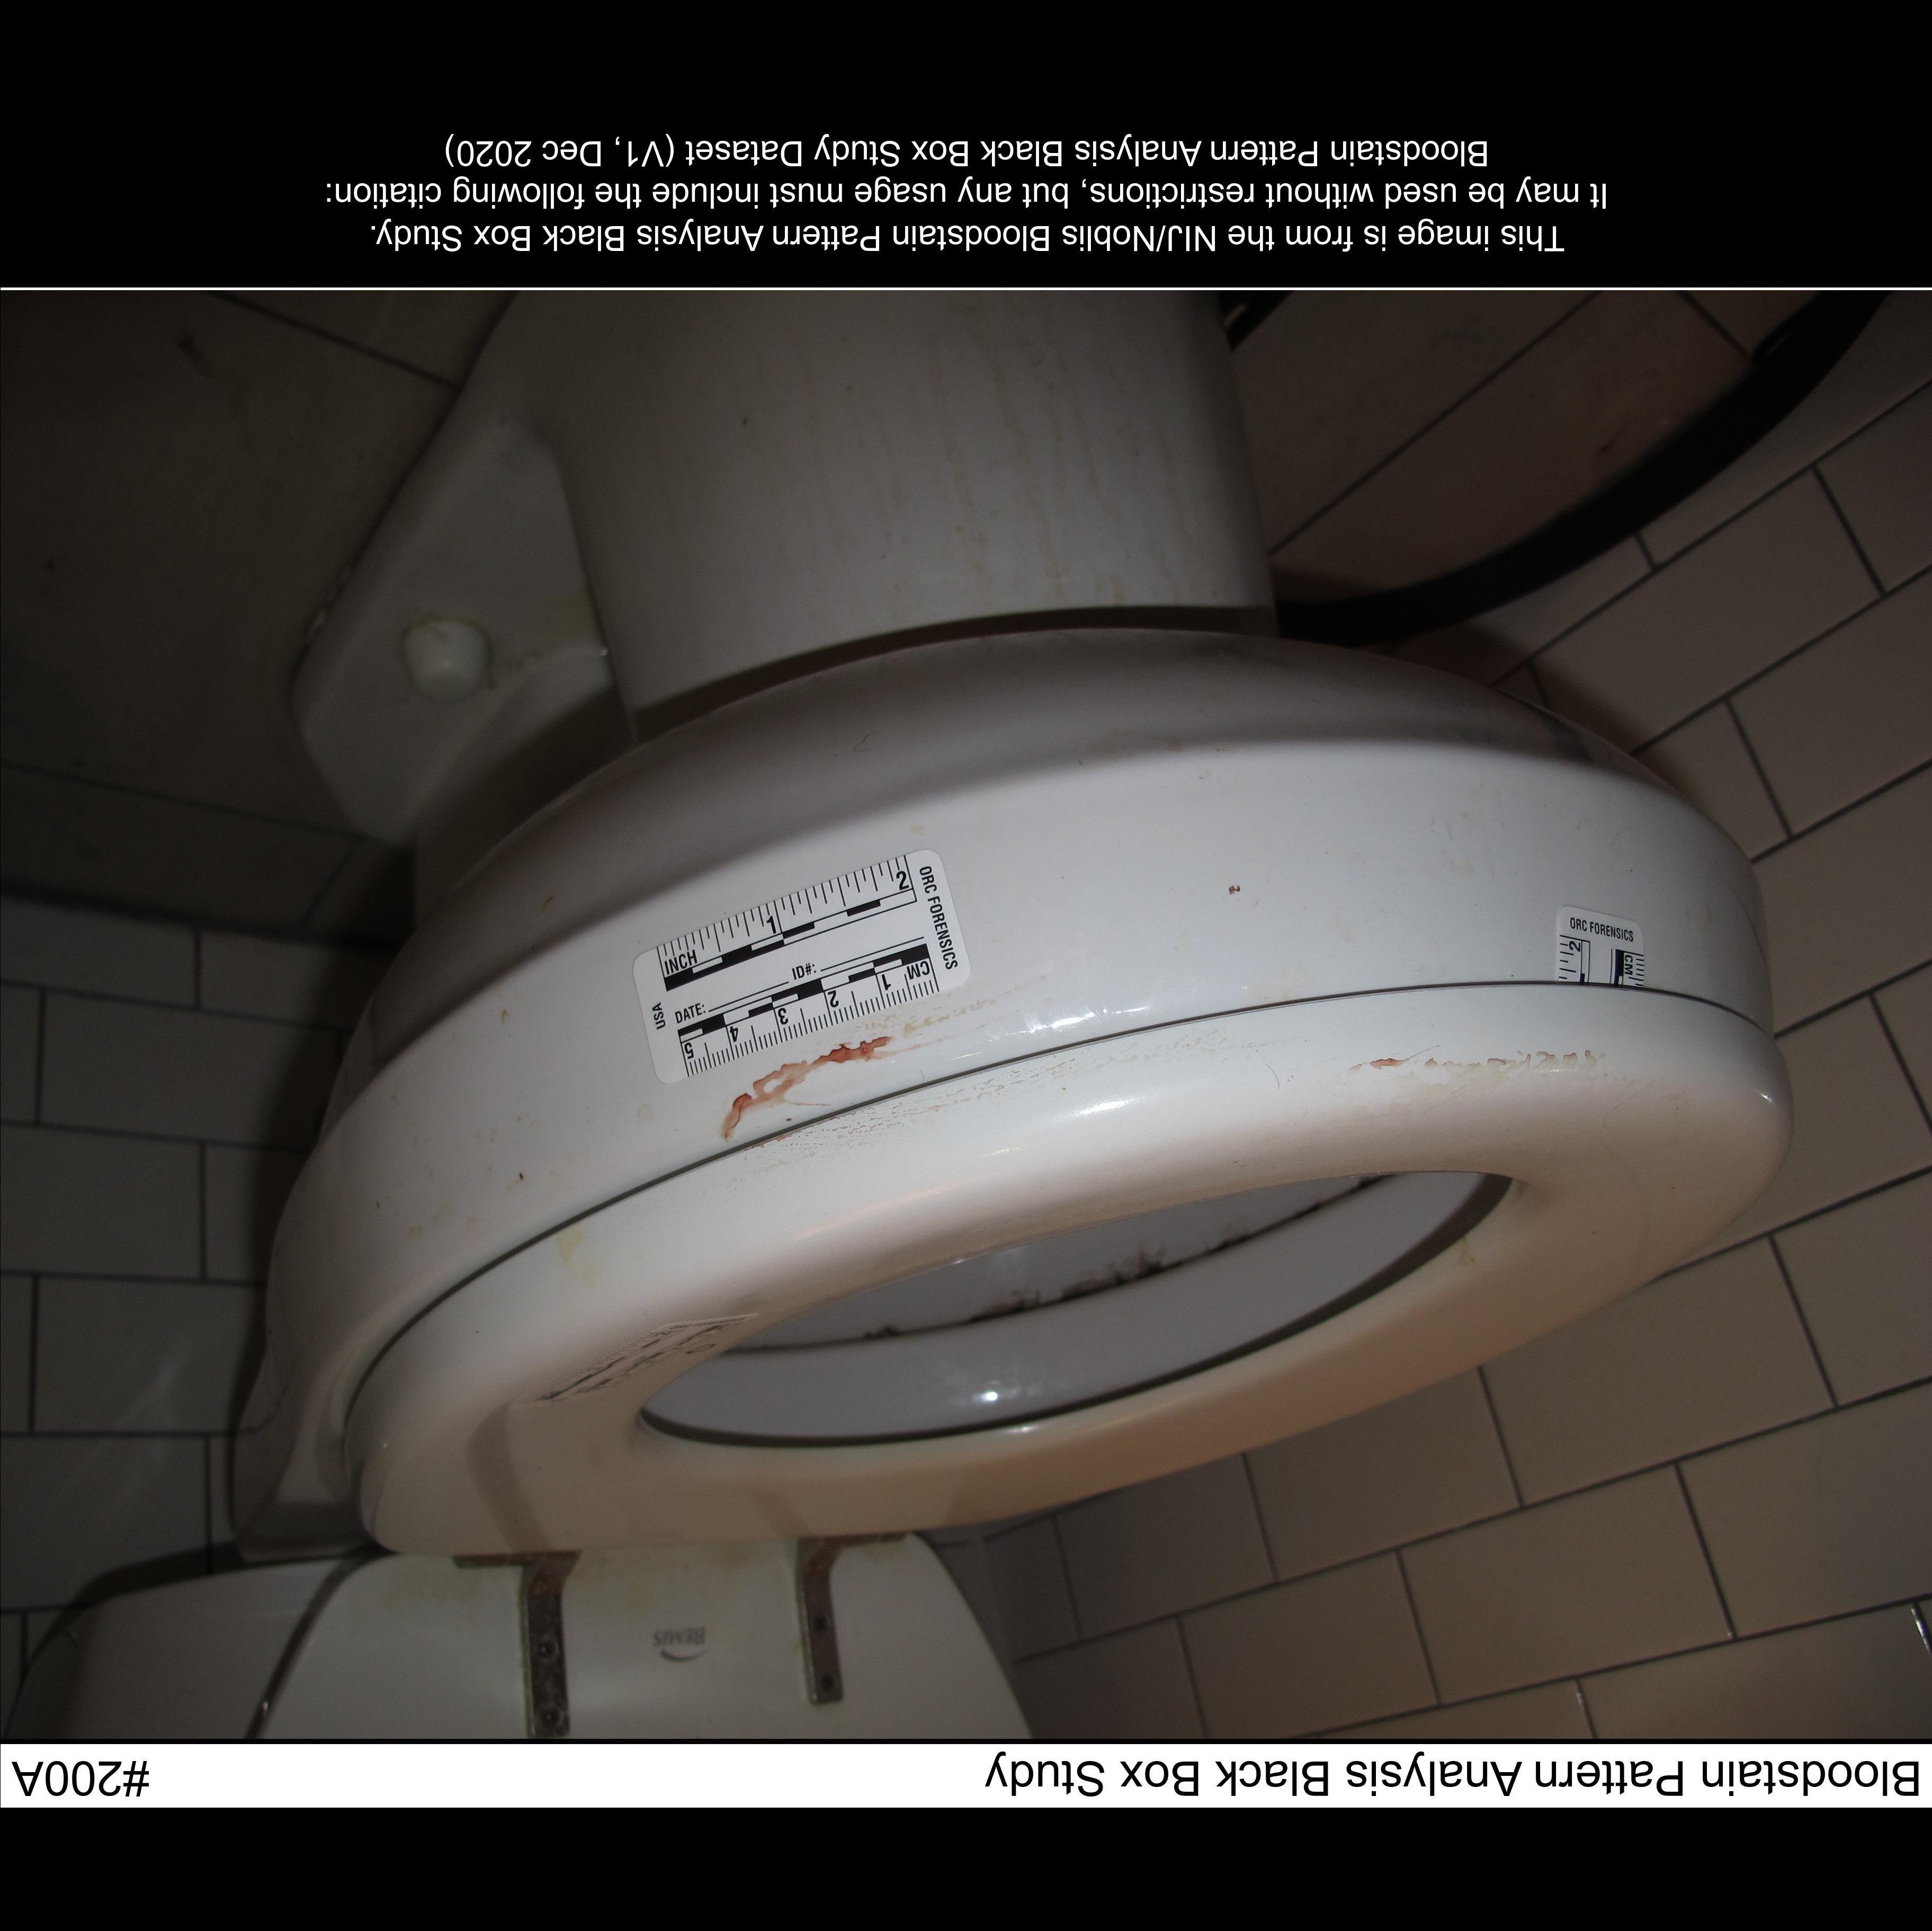 Bloodstain Pattern Analysis Black Box Study
#200A
BEMIS
ORC FORENSICS
2
CM
USA
DATE:
ID#:
5
4
3
2
1
CM
INCH
1
2
ORC FORENSICS
This image is from the NIJ/Noblis Bloodstain Pattern Analysis Black Box Study.
It may be used without restrictions, but any usage must include the following citation:
Bloodstain Pattern Analysis Black Box Study Dataset (V1, Dec 2020)